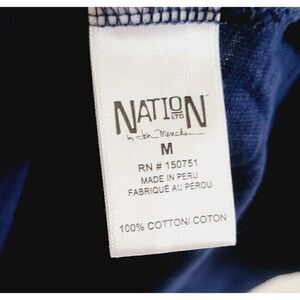 NATION LTD
by Jen Menchaca
M
RN # 150751
MADE IN PERU
FABRIQUÉ AU PÉROU
100% COTTON/ COTON